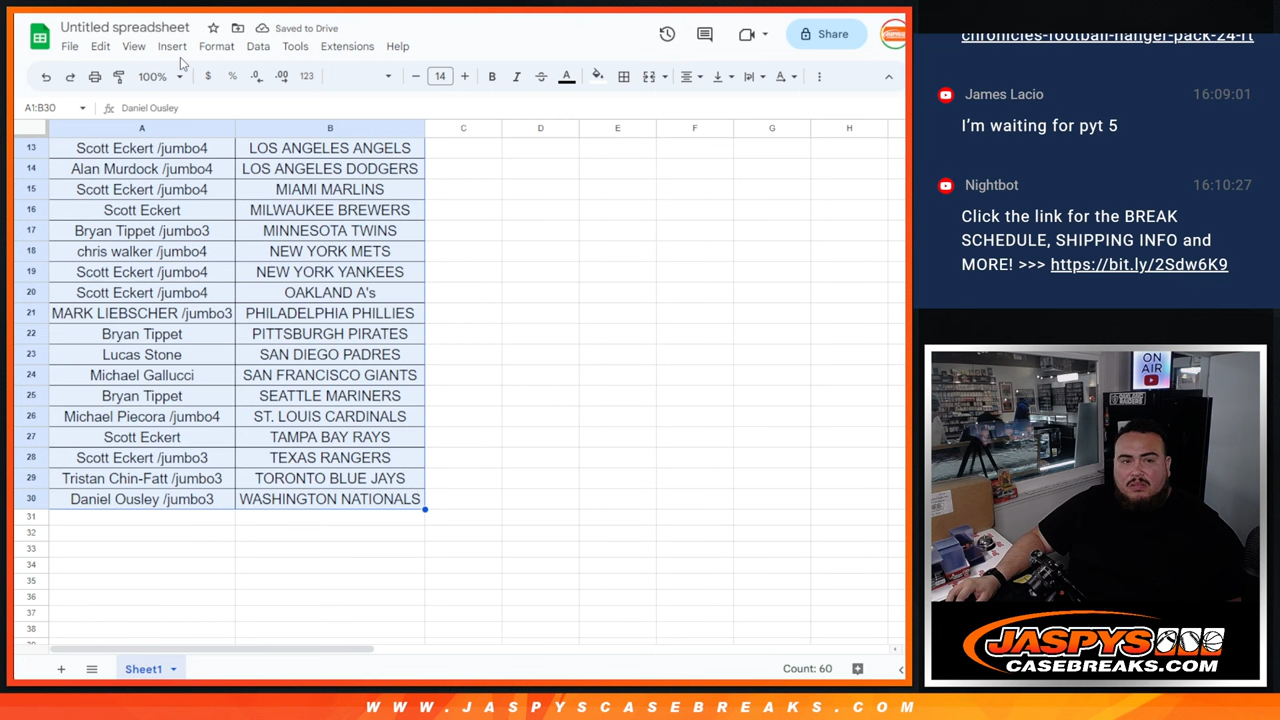 Untitled spreadsheet
Saved to Drive
File Edit View Insert Format Data Tools Extensions Help
Share
100% $ % .0 .00 123 14 B I A
A1:B30 fx Daniel Ousley
A B C D E F G H
13 Scott Eckert /jumbo4 LOS ANGELES ANGELS
14 Alan Murdock /jumbo4 LOS ANGELES DODGERS
15 Scott Eckert /jumbo4 MIAMI MARLINS
16 Scott Eckert MILWAUKEE BREWERS
17 Bryan Tippet /jumbo3 MINNESOTA TWINS
18 chris walker /jumbo4 NEW YORK METS
19 Scott Eckert /jumbo4 NEW YORK YANKEES
20 Scott Eckert /jumbo4 OAKLAND A's
21 MARK LIEBSCHER /jumbo3 PHILADELPHIA PHILLIES
22 Bryan Tippet PITTSBURGH PIRATES
23 Lucas Stone SAN DIEGO PADRES
24 Michael Gallucci SAN FRANCISCO GIANTS
25 Bryan Tippet SEATTLE MARINERS
26 Michael Piecora /jumbo4 ST. LOUIS CARDINALS
27 Scott Eckert TAMPA BAY RAYS
28 Scott Eckert /jumbo3 TEXAS RANGERS
29 Tristan Chin-Fatt /jumbo3 TORONTO BLUE JAYS
30 Daniel Ousley /jumbo3 WASHINGTON NATIONALS
31
32
33
34
35
36
37
38
Sheet1
Count: 60
chronicles-football-hanger-pack-24-rt
James Lacio 16:09:01
I'm waiting for pyt 5
Nightbot 16:10:27
Click the link for the BREAK
SCHEDULE, SHIPPING INFO and
MORE! >>> https://bit.ly/2Sdw6K9
ON
AIR
JASPYS
CASEBREAKS.COM
WWW.JASPYSCASEBREAKS.COM